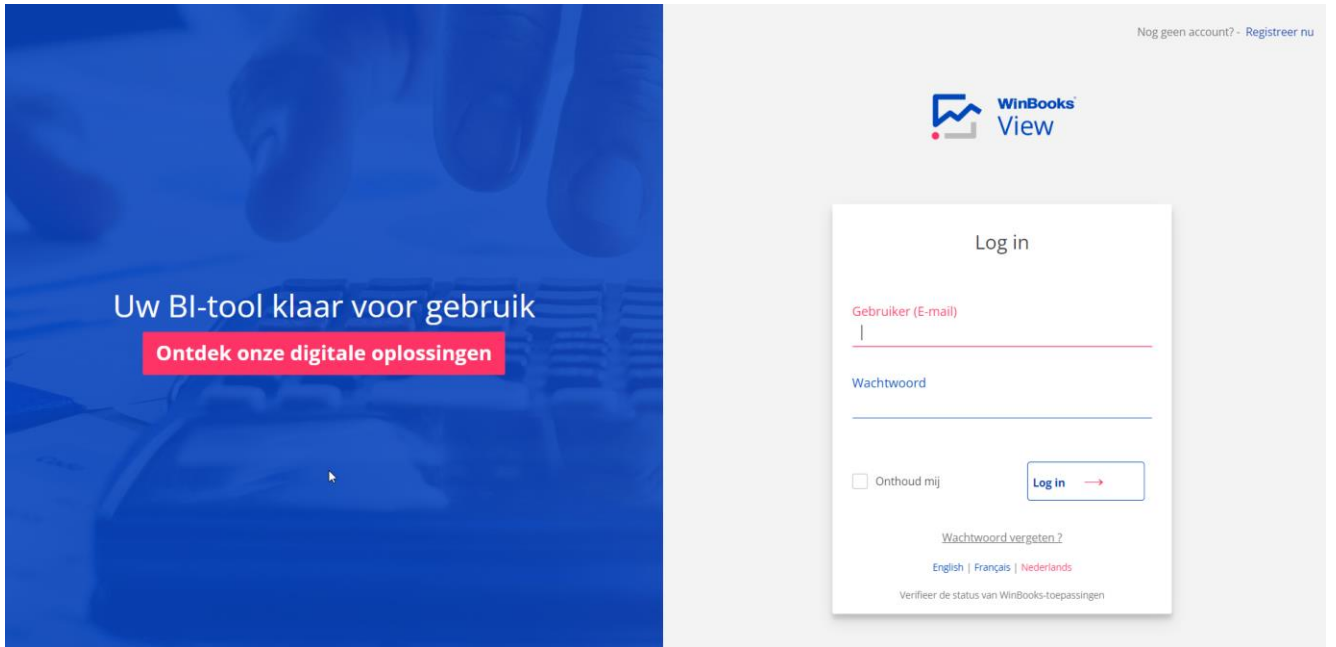 Nog geen account? - Registreer nu
WinBooks
View
Log in
Uw BI-tool klaar voor gebruik
Ontdek onze digitale oplossingen
Gebruiker (E-mail)
Wachtwoord
Onthoud mij
Log in →
Wachtwoord vergeten ?
English | Français | Nederlands
Verifieer de status van WinBooks-toepassingen